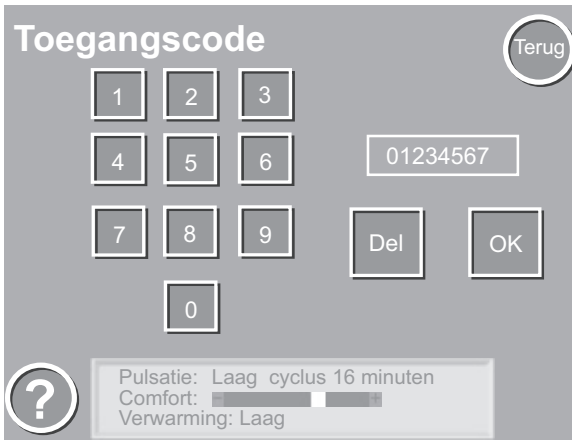 Toegangscode
Terug
1 2 3
4 5 6
01234567
7 8 9
Del OK
0
?
Pulsatie: Laag cyclus 16 minuten
Comfort: - +
Verwarming: Laag